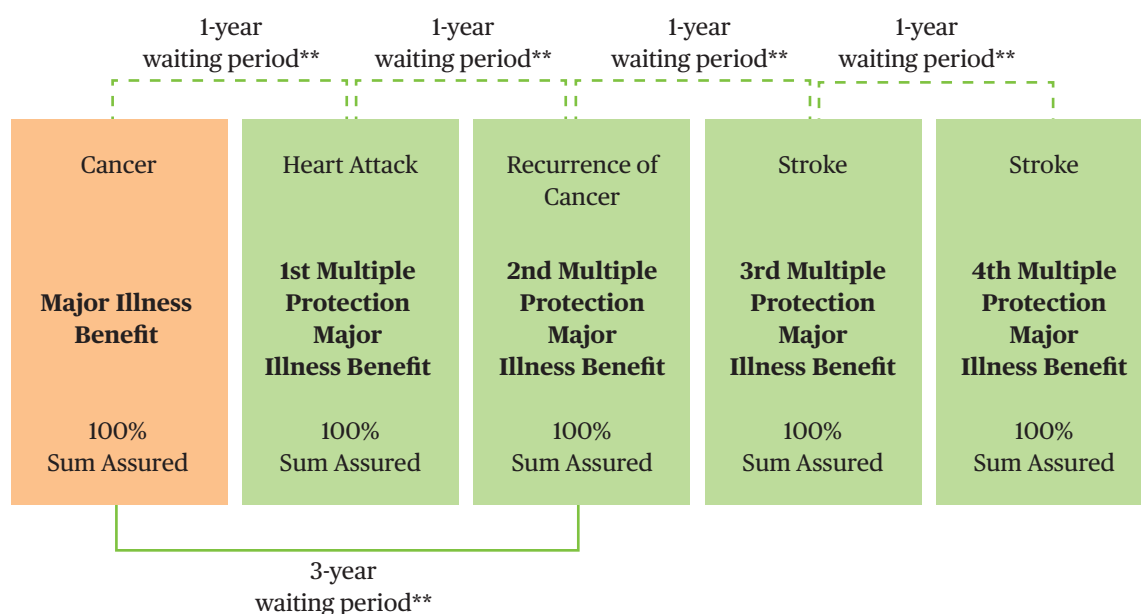 1-year
waiting period**
1-year
waiting period**
1-year
waiting period**
1-year
waiting period**
Cancer
Major Illness
Benefit
100%
Sum Assured
Heart Attack
1st Multiple
Protection
Major
Illness Benefit
100%
Sum Assured
Recurrence of
Cancer
2nd Multiple
Protection
Major
Illness Benefit
100%
Sum Assured
Stroke
3rd Multiple
Protection
Major
Illness Benefit
100%
Sum Assured
Stroke
4th Multiple
Protection
Major
Illness Benefit
100%
Sum Assured
3-year
waiting period**